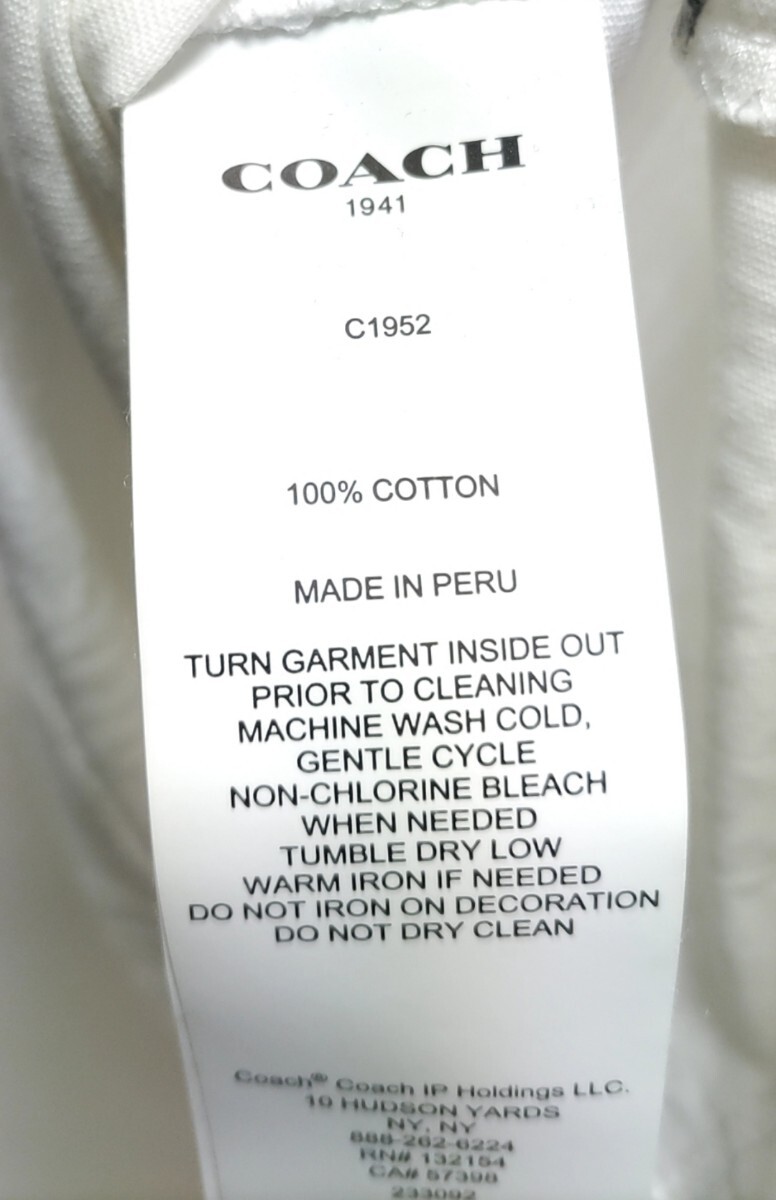 COACH
1941
C1952
100% COTTON
MADE IN PERU
TURN GARMENT INSIDE OUT
PRIOR TO CLEANING
MACHINE WASH COLD,
GENTLE CYCLE
NON-CHLORINE BLEACH
WHEN NEEDED
TUMBLE DRY LOW
WARM IRON IF NEEDED
DO NOT IRON ON DECORATION
DO NOT DRY CLEAN
Coach® Coach IP Holdings LLC.
10 HUDSON YARDS
NY, NY
888-262-6224
RN# 132154
CA# 57398
233092